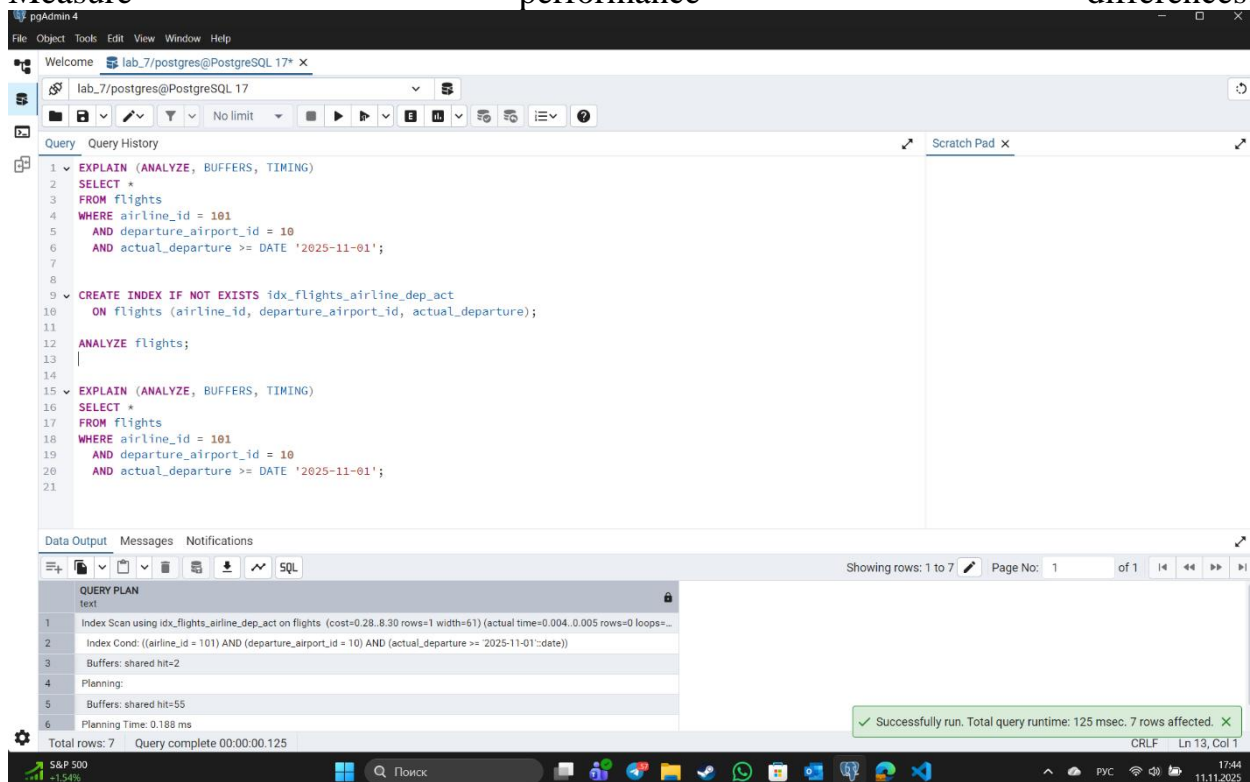 Measure performance differences
pgAdmin 4
File Object Tools Edit View Window Help
Welcome lab_7/postgres@PostgreSQL 17* X
lab_7/postgres@PostgreSQL 17
No limit
Query Query History
Scratch Pad X
1 EXPLAIN (ANALYZE, BUFFERS, TIMING)
2 SELECT *
3 FROM flights
4 WHERE airline_id = 101
5 AND departure_airport_id = 10
6 AND actual_departure >= DATE '2025-11-01';
7
8
9 CREATE INDEX IF NOT EXISTS idx_flights_airline_dep_act
10 ON flights (airline_id, departure_airport_id, actual_departure);
11
12 ANALYZE flights;
13
14
15 EXPLAIN (ANALYZE, BUFFERS, TIMING)
16 SELECT *
17 FROM flights
18 WHERE airline_id = 101
19 AND departure_airport_id = 10
20 AND actual_departure >= DATE '2025-11-01';
21
Data Output Messages Notifications
SQL
Showing rows: 1 to 7 Page No: 1 of 1
QUERY PLAN
text
1 Index Scan using idx_flights_airline_dep_act on flights (cost=0.28..8.30 rows=1 width=61) (actual time=0.004..0.005 rows=0 loops=...
2 Index Cond: ((airline_id = 101) AND (departure_airport_id = 10) AND (actual_departure >= '2025-11-01'::date))
3 Buffers: shared hit=2
4 Planning:
5 Buffers: shared hit=55
6 Planning Time: 0.188 ms
Successfully run. Total query runtime: 125 msec. 7 rows affected. X
Total rows: 7 Query complete 00:00:00.125
CRLF Ln 13, Col 1
S&P 500
-1.54%
Поиск
РУС
17:44
11.11.2025